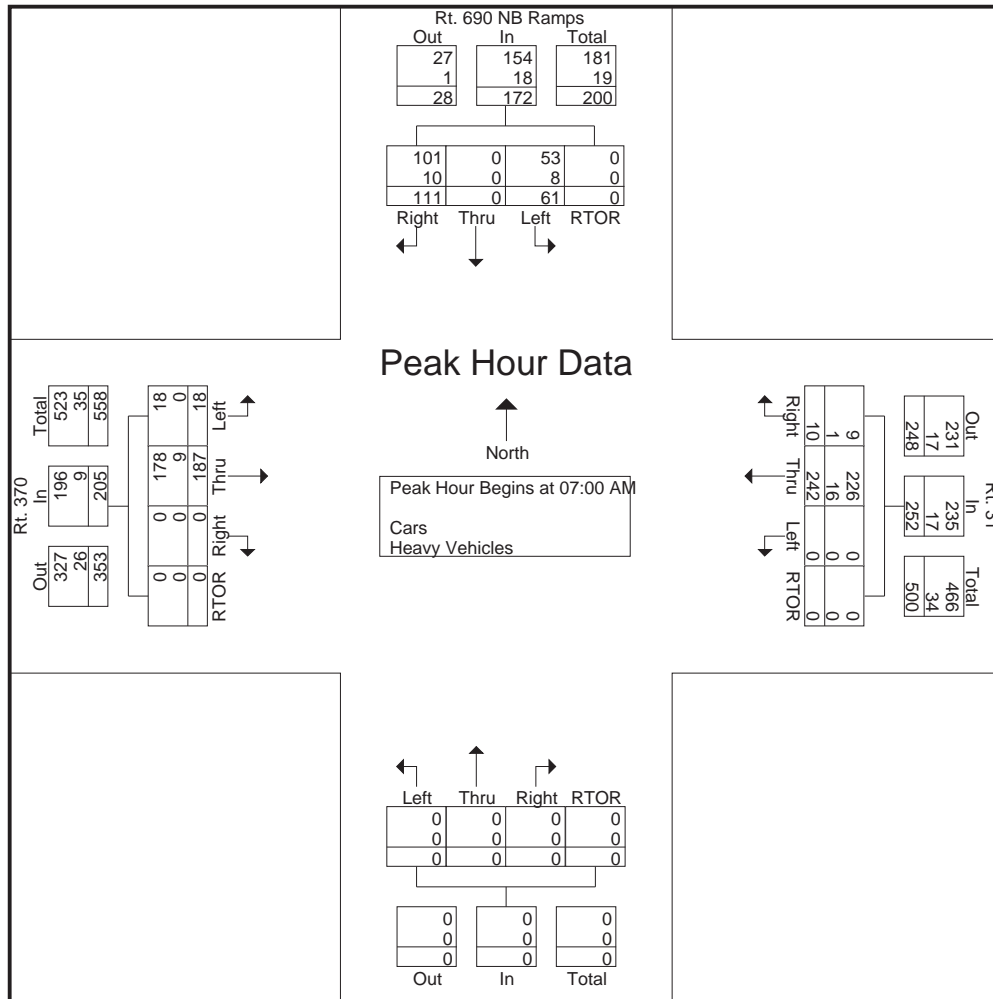 Rt. 690 NB Ramps
Out In Total
27 154 181
1 18 19
28 172 200
101 0 53 0
10 0 8 0
111 0 61 0
Right Thru Left RTOR
Peak Hour Data
North
Peak Hour Begins at 07:00 AM
Cars
Heavy Vehicles
Rt. 370
Out In Total
327 196 523
26 9 35
353 205 558
RTOR Right Thru Left
0 0 178 18
0 0 9 0
0 0 187 18
Rt. 31
Out In Total
231 235 466
17 17 34
248 252 500
9 226 0 0
1 16 0 0
10 242 0 0
Right Thru Left RTOR
Left Thru Right RTOR
0 0 0 0
0 0 0 0
0 0 0 0
0 0 0
0 0 0
0 0 0
Out In Total